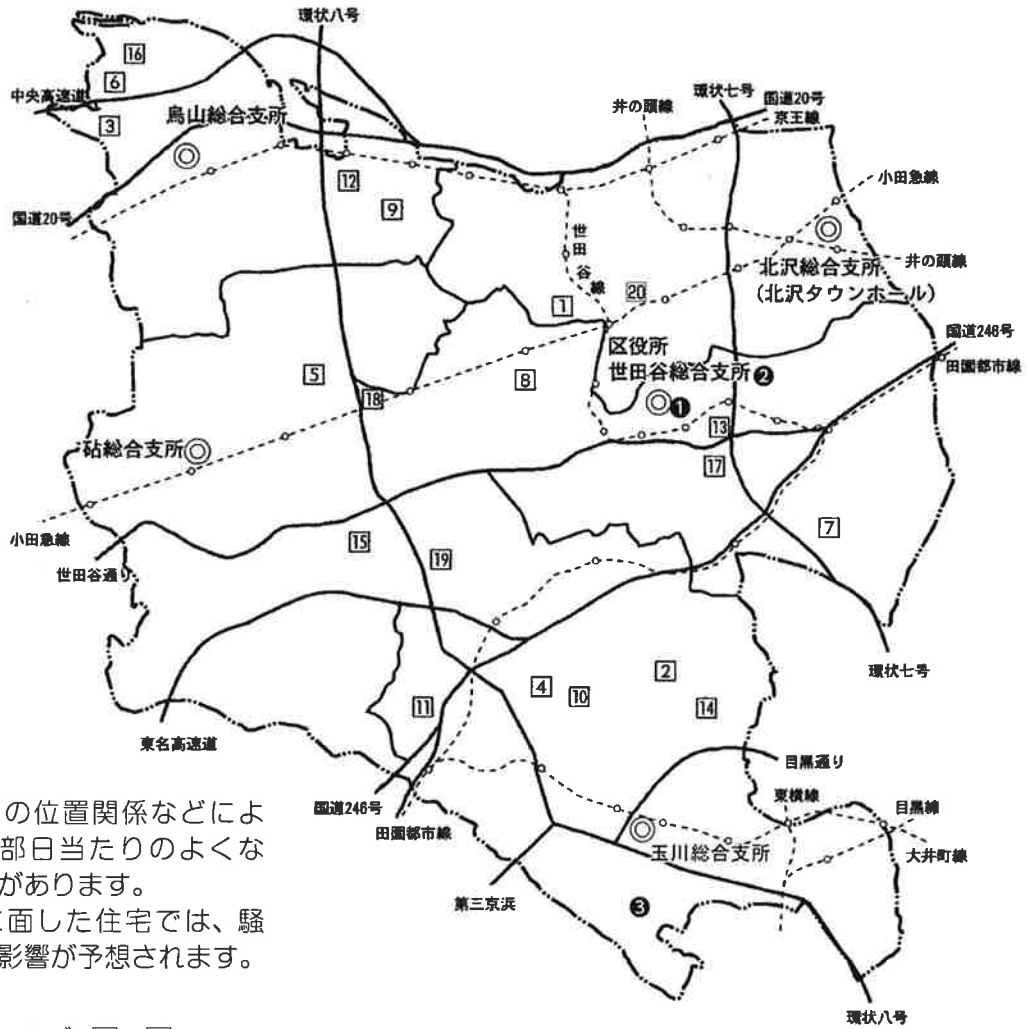 環状八号
16
6
中央高速道
3
烏山総合支所
環状七号
国道20号
井の頭線
京王線
小田急線
国道20号
12
9
世田谷線
北沢総合支所
(北沢タウンホール)
井の頭線
20
1
国道246号
田園都市線
区役所
世田谷総合支所
❷
❶
5
8
18
13
砧総合支所
17
7
小田急線
世田谷通り
15
19
環状七号
2
4
10
11
14
東名高速道
目黒通り
国道246号
田園都市線
東横線
目黒線
大井町線
玉川総合支所
第三京浜
❸
環状八号
の位置関係などによ
部日当たりのよくな
があります。
に面した住宅では、騒
影響が予想されます。